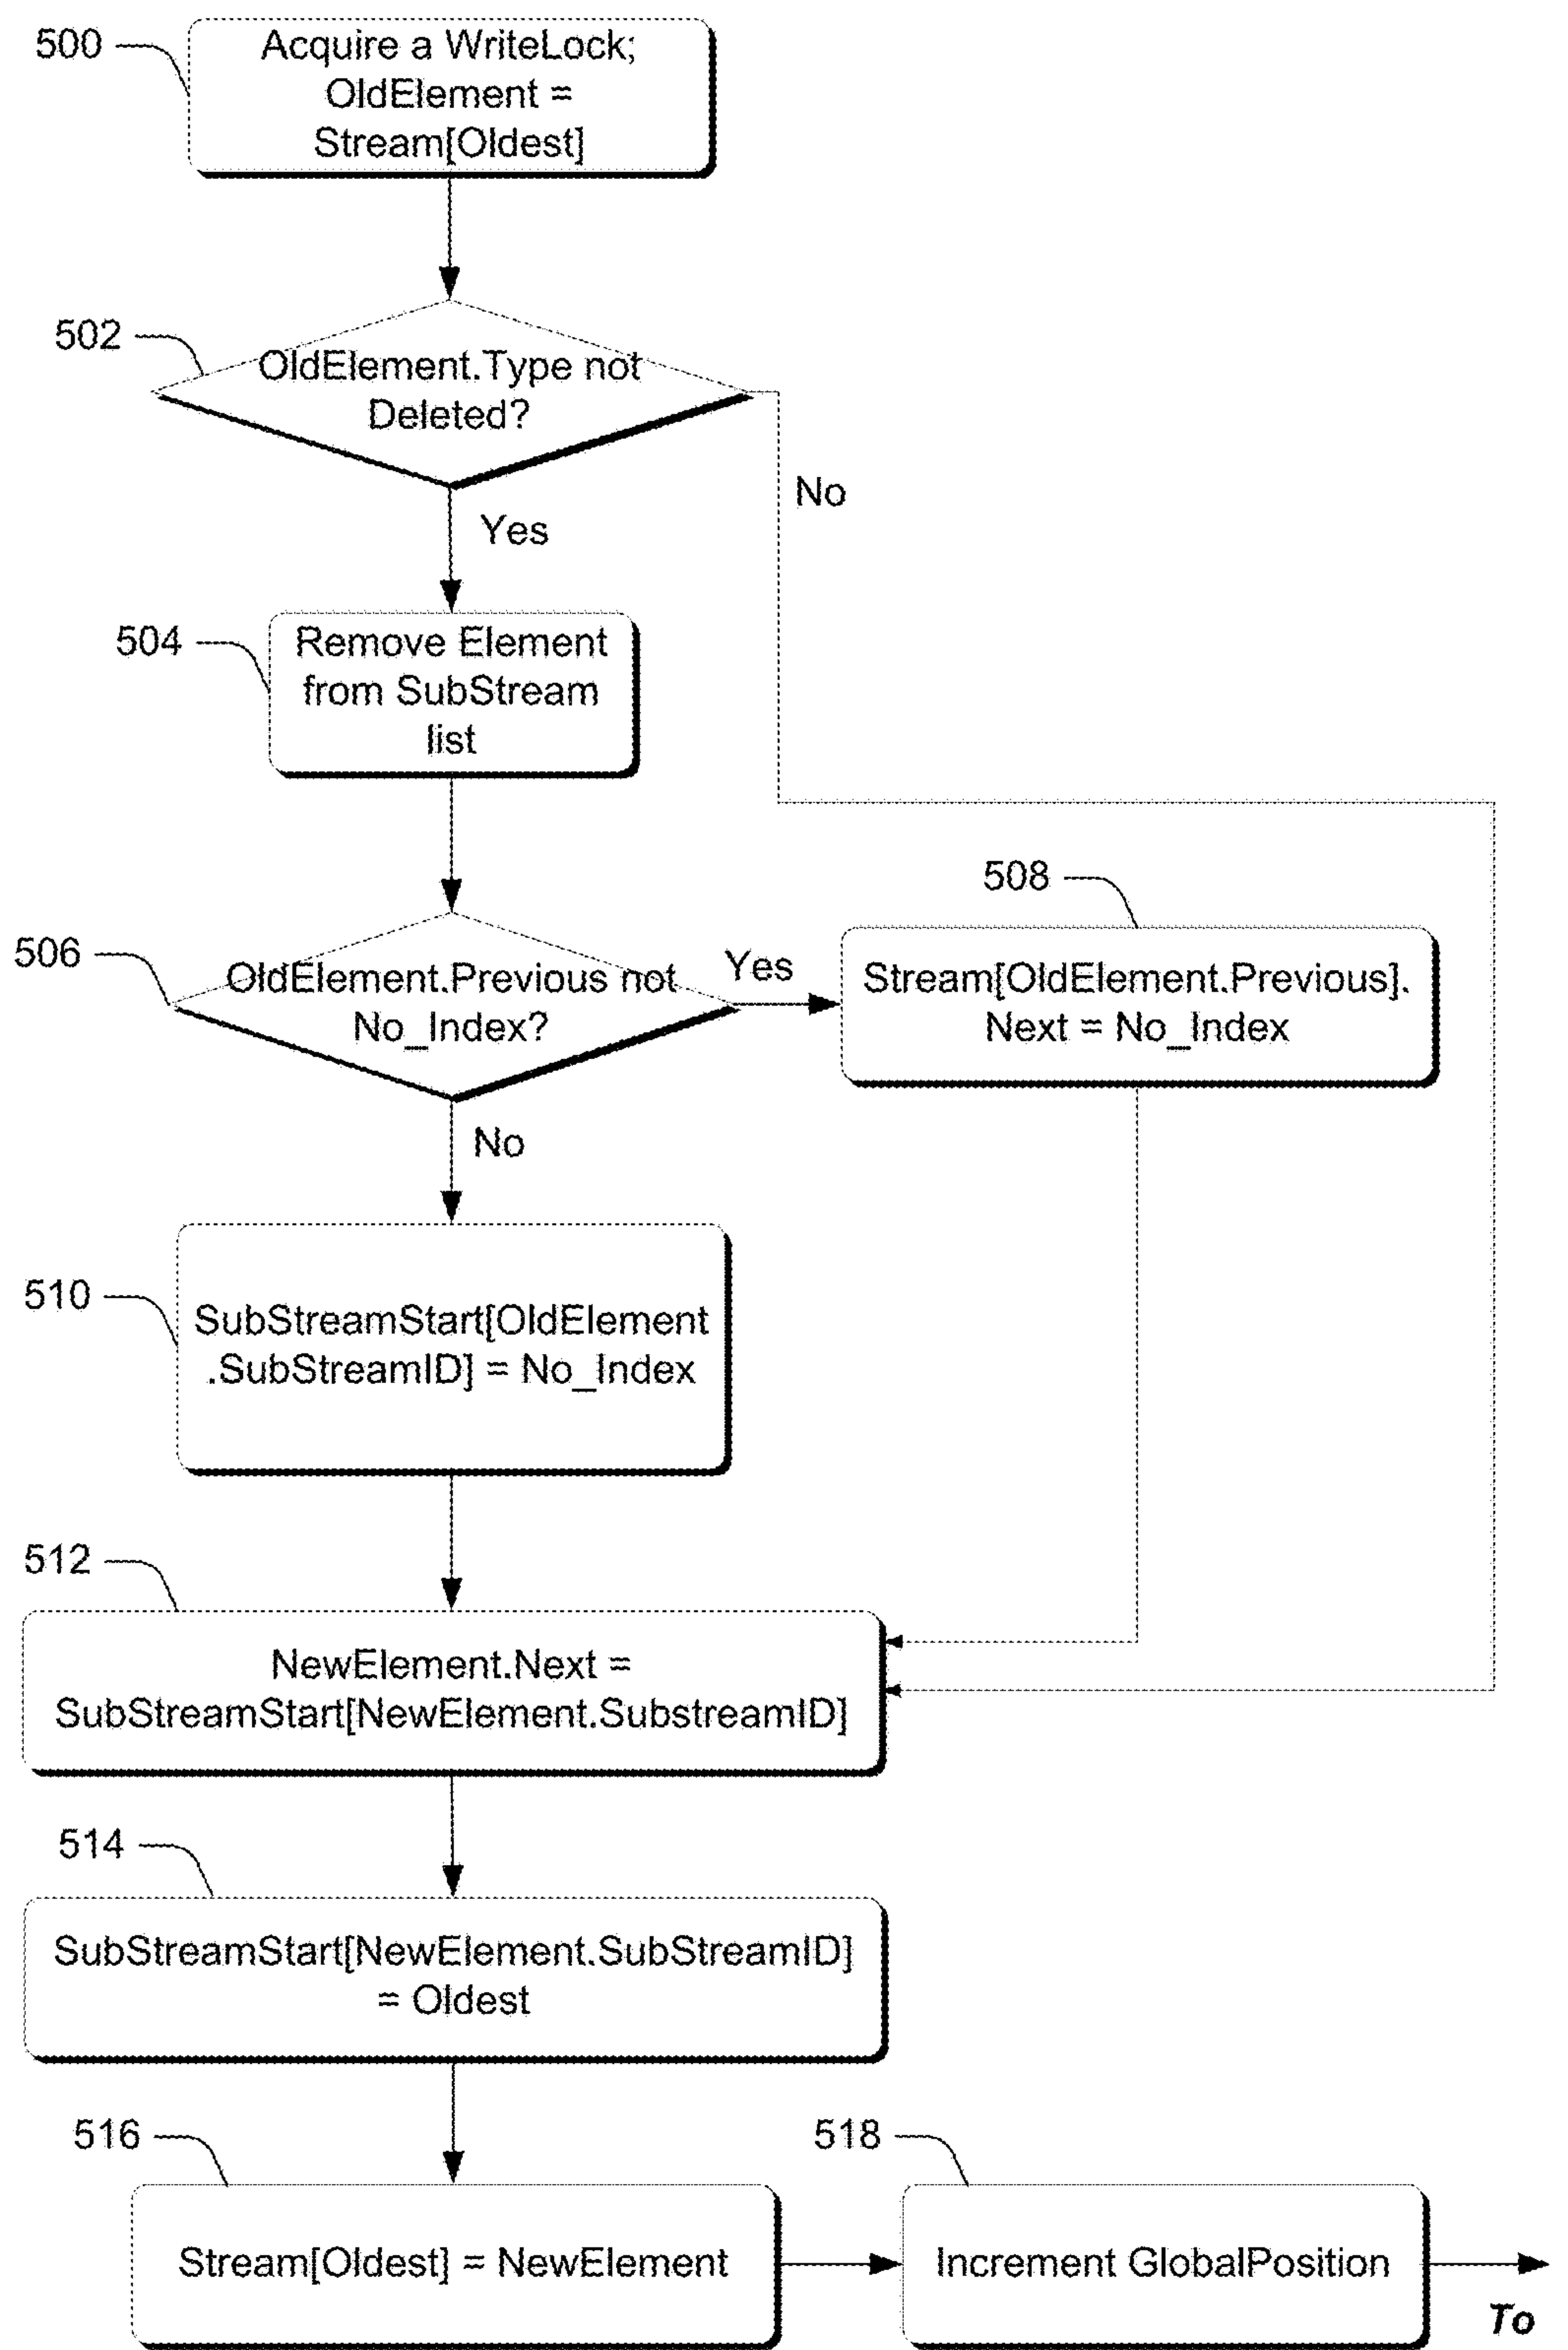 500
Acquire a WriteLock;
OldElement =
Stream[Oldest]
502
OldElement.Type not
Deleted?
No
Yes
504
Remove Element
from SubStream
list
506
OldElement.Previous not
No_Index?
Yes
508
Stream[OldElement.Previous].
Next = No_Index
No
510
SubStreamStart[OldElement
.SubStreamID] = No_Index
512
NewElement.Next =
SubStreamStart[NewElement.SubstreamID]
514
SubStreamStart[NewElement.SubStreamID]
= Oldest
516
Stream[Oldest] = NewElement
518
Increment GlobalPosition
To